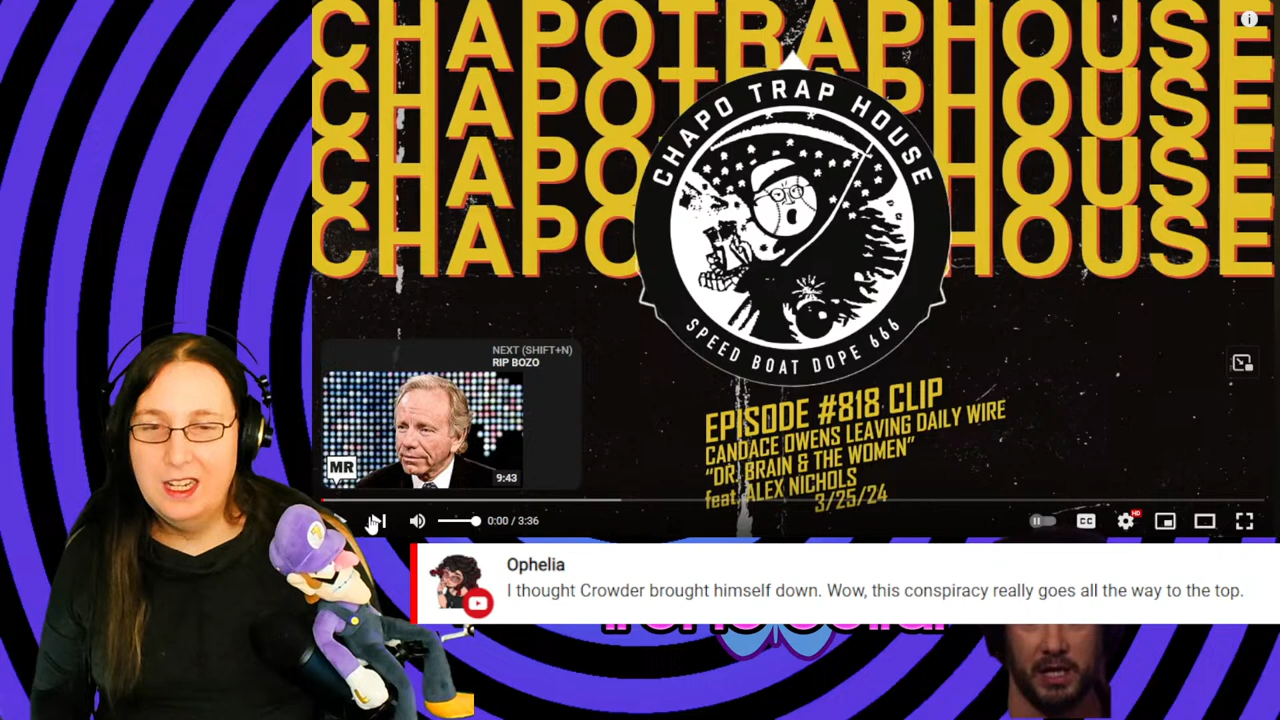 CHAPOTRAPHOUSE
CHAPOTRAPHOUSE
CHAPO HOUSE
CHAPO HOUSE
CHAPO TRAP HOUSE
SPEED BOAT DOPE 666
NEXT (SHIFT+N)
RIP BOZO
MR
9:43
EPISODE #818 CLIP
CANDACE OWENS LEAVING DAILY WIRE
"DR. BRAIN & THE WOMEN"
feat. ALEX NICHOLS
3/25/24
0:00 / 3:36
CC
HD
Ophelia
I thought Crowder brought himself down. Wow, this conspiracy really goes all the way to the top.